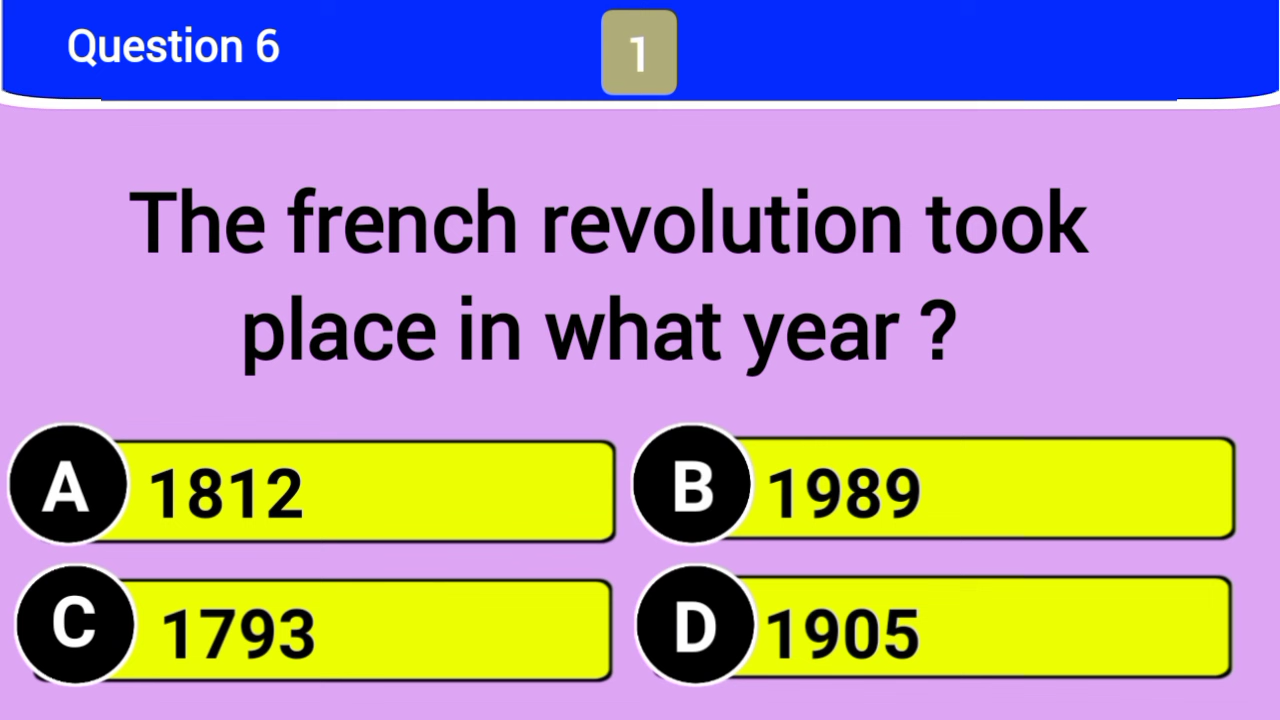 Question 6
1
The french revolution took
place in what year ?
A 1812
B 1989
C 1793
D 1905